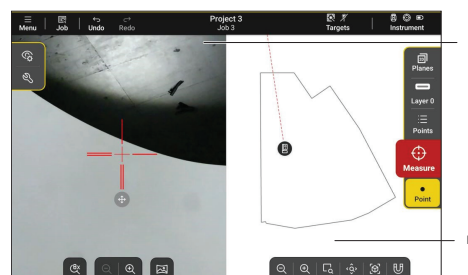 Menu
Job
Undo
Redo
Project 3
Job 3
Targets
Instrument
Planes
Layer 0
Points
Measure
Point